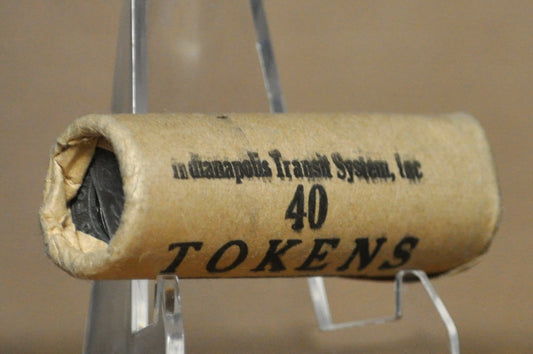 Indianapolis Transit System, Inc
40
TOKENS